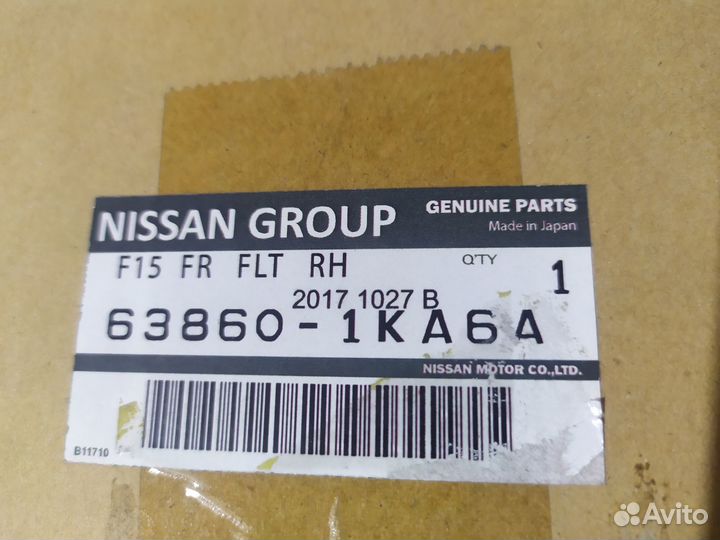 NISSAN GROUP
GENUINE PARTS
Made in Japan
F15 FR FLT RH
Q'TY 1
2017 1027 B
63860-1KA6A
NISSAN MOTOR CO.,LTD.
B11710
Avito